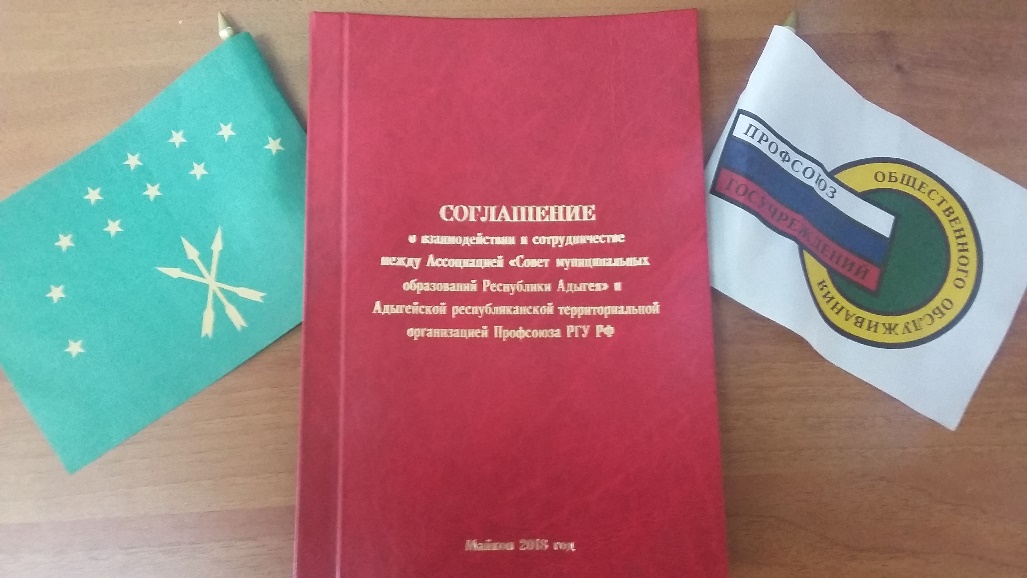 СОГЛАШЕНИЕ
о взаимодействии и сотрудничестве
между Ассоциацией «Совет муниципальных
образований Республики Адыгея» и
Адыгейской республиканской территориальной
организацией Профсоюза РГУ РФ
Майкоп 2018 год
ПРОФСОЮЗ
ГОСУЧРЕЖДЕНИЙ
ОБЩЕСТВЕННОГО ОБСЛУЖИВАНИЯ